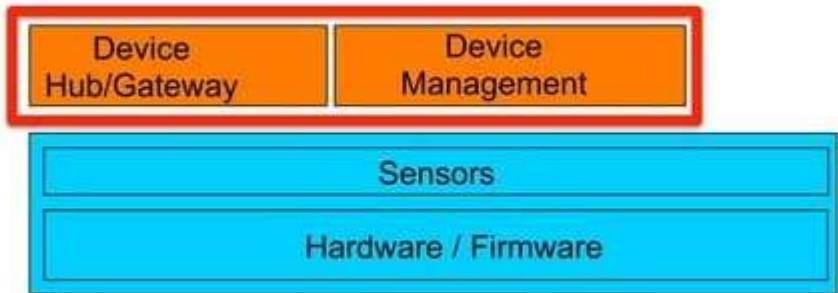 Device
Hub/Gateway
Device
Management
Sensors
Hardware / Firmware